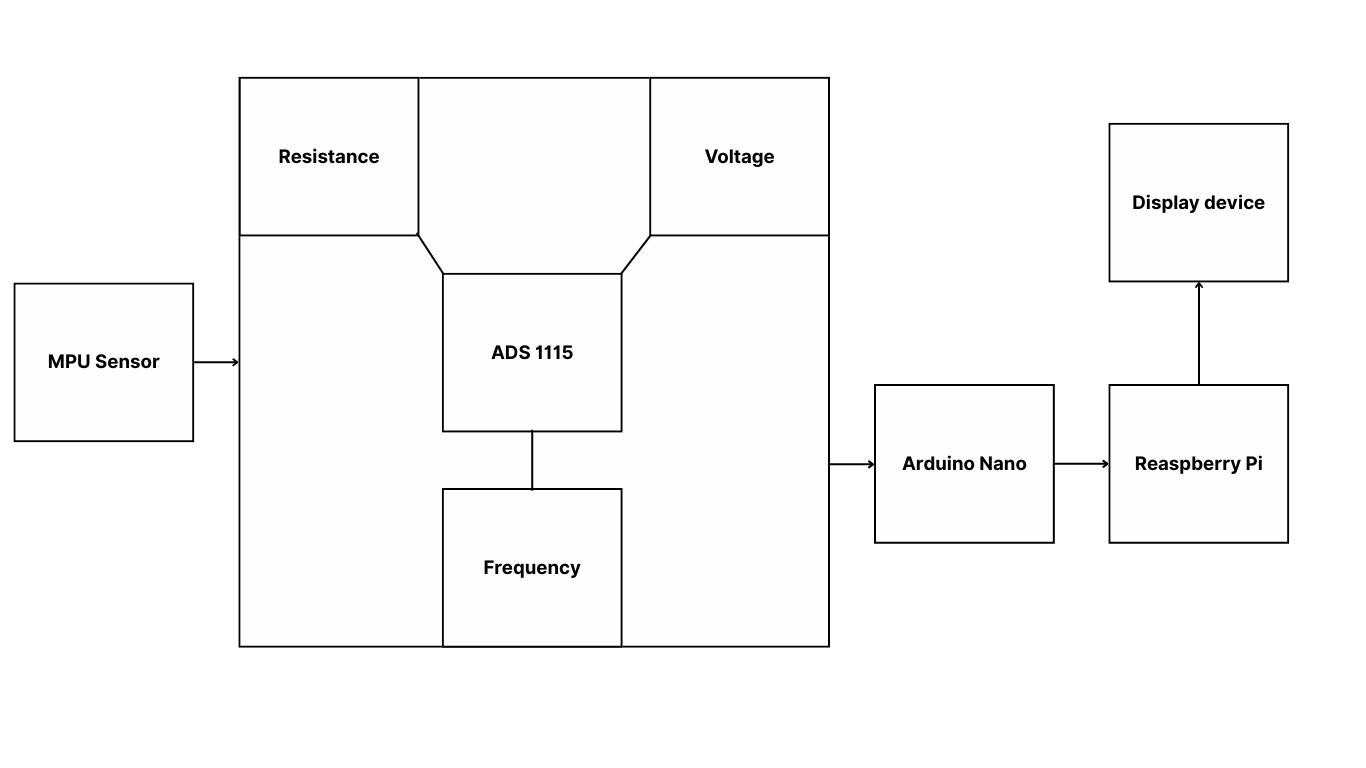 Resistance
Voltage
Display device
MPU Sensor
ADS 1115
Arduino Nano
Reaspberry Pi
Frequency